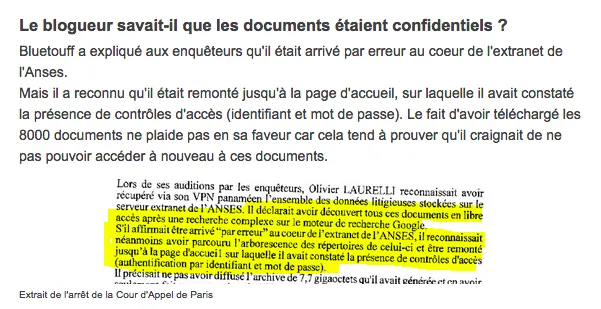 Le blogueur savait-il que les documents étaient confidentiels ?
Bluetouff a expliqué aux enquêteurs qu'il était arrivé par erreur au coeur de l'extranet de
l'Anses.
Mais il a reconnu qu'il était remonté jusqu'à la page d'accueil, sur laquelle il avait constaté
la présence de contrôles d'accès (identifiant et mot de passe). Le fait d'avoir téléchargé les
8000 documents ne plaide pas en sa faveur car cela tend à prouver qu'il craignait de ne
pas pouvoir accéder à nouveau à ces documents.
Lors de ses auditions par les enquêteurs, Olivier LAURELLI reconnaissait avoir
récupéré via son VPN panaméen l'ensemble des données litigieuses stockées sur le
serveur extranet de l'ANSES. Il déclarait avoir découvert tous ces documents en libre
accès après une recherche complexe sur le moteur de recherche Google.
S'il affirmait être arrivé "par erreur" au coeur de l'extranet de l'ANSES, il reconnaissait
néanmoins avoir parcouru l'arborescence des répertoires de celui-ci et être remonté
jusqu'à la page d'accueil sur laquelle il avait constaté la présence de contrôles d'accès
(authentification par identifiant et mot de passe).
Il précisait ne pas avoir diffusé l'archive de 7,7 gigaoctets qu'il avait générée et en avoir
Extrait de l'arrêt de la Cour d'Appel de Paris